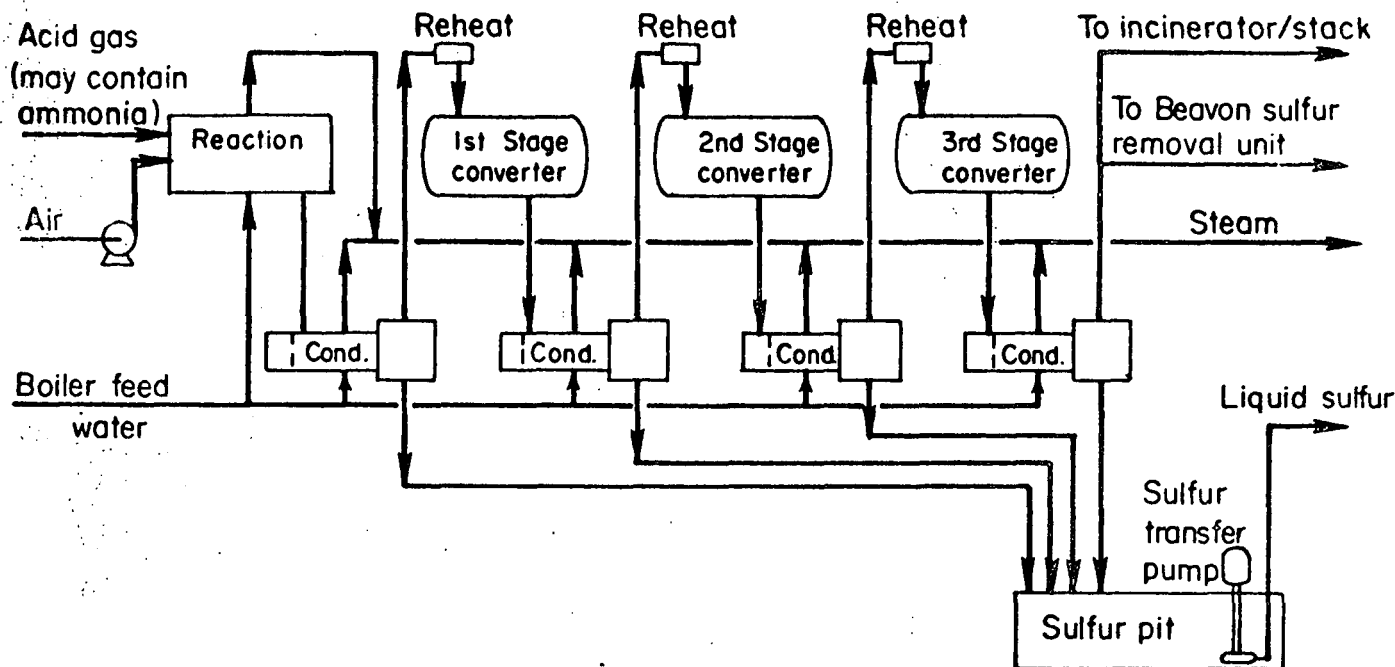 Reheat
Reheat
Reheat
To incinerator/stack
Acid gas
(may contain
ammonia)
To Beavon sulfur
removal unit
Reaction
1st Stage
converter
2nd Stage
converter
3rd Stage
converter
Air
Steam
Cond.
Cond.
Cond.
Cond.
Boiler feed
water
Liquid sulfur
Sulfur
transfer
pump
Sulfur pit